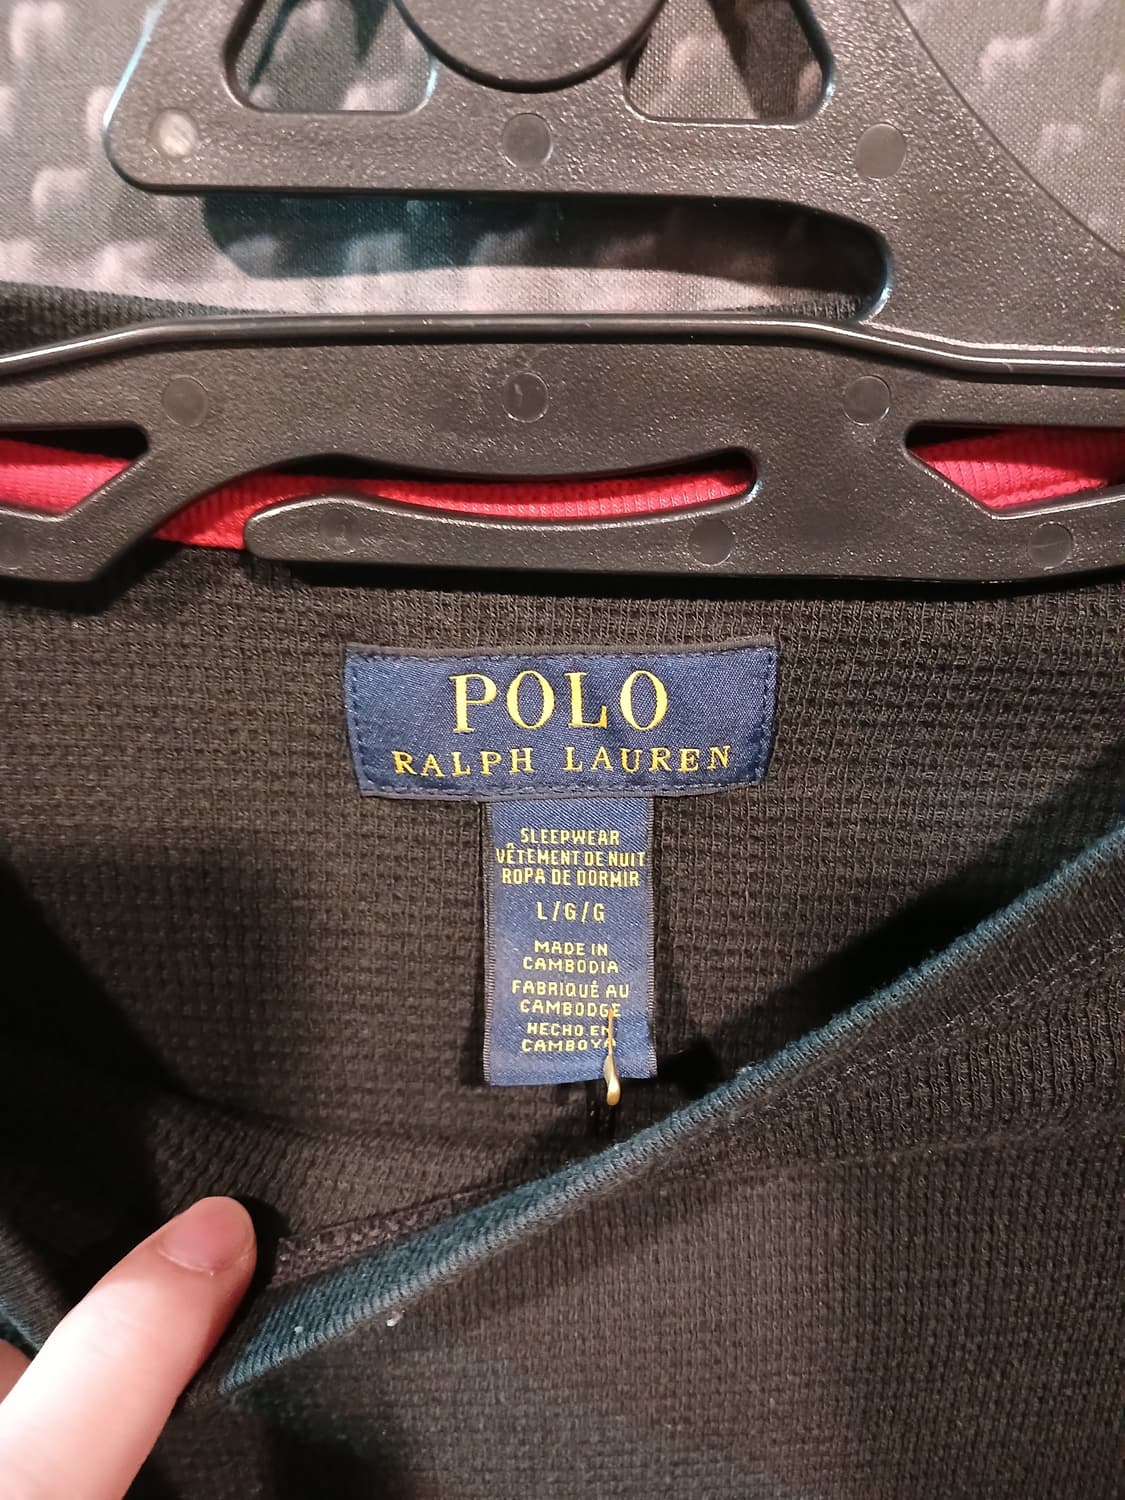 POLO
RALPH LAUREN
SLEEPWEAR
VÊTEMENT DE NUIT
ROPA DE DORMIR
L/G/G
MADE IN
CAMBODIA
FABRIQUÉ AU
CAMBODGE
HECHO EN
CAMBOYA